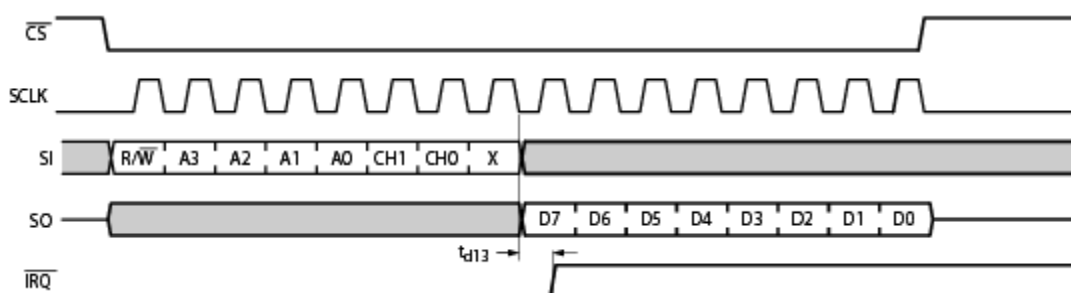 CS
SCLK
SI R/W A3 A2 A1 A0 CH1 CH0 X
SO D7 D6 D5 D4 D3 D2 D1 D0
td13
IRQ